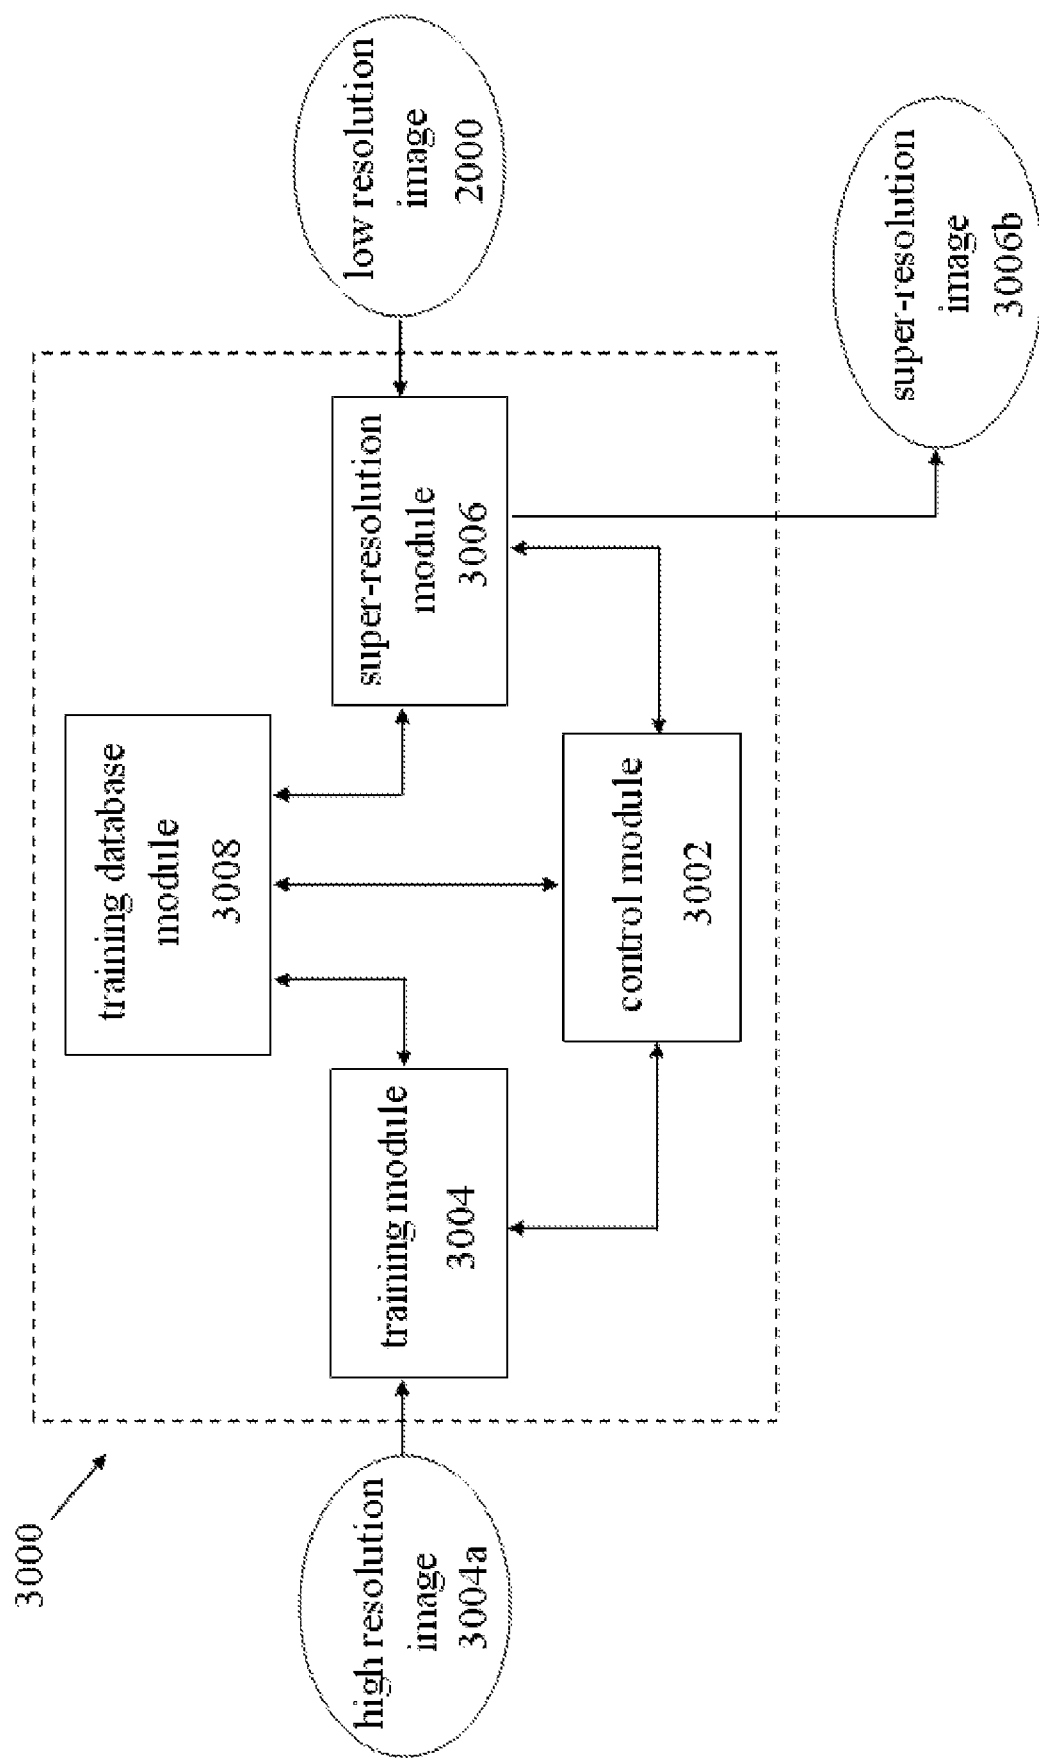 3000
training database
module
3008
high resolution
image
3004a
training module
3004
super-resolution
module
3006
low resolution
image
2000
control module
3002
super-resolution
image
3006b